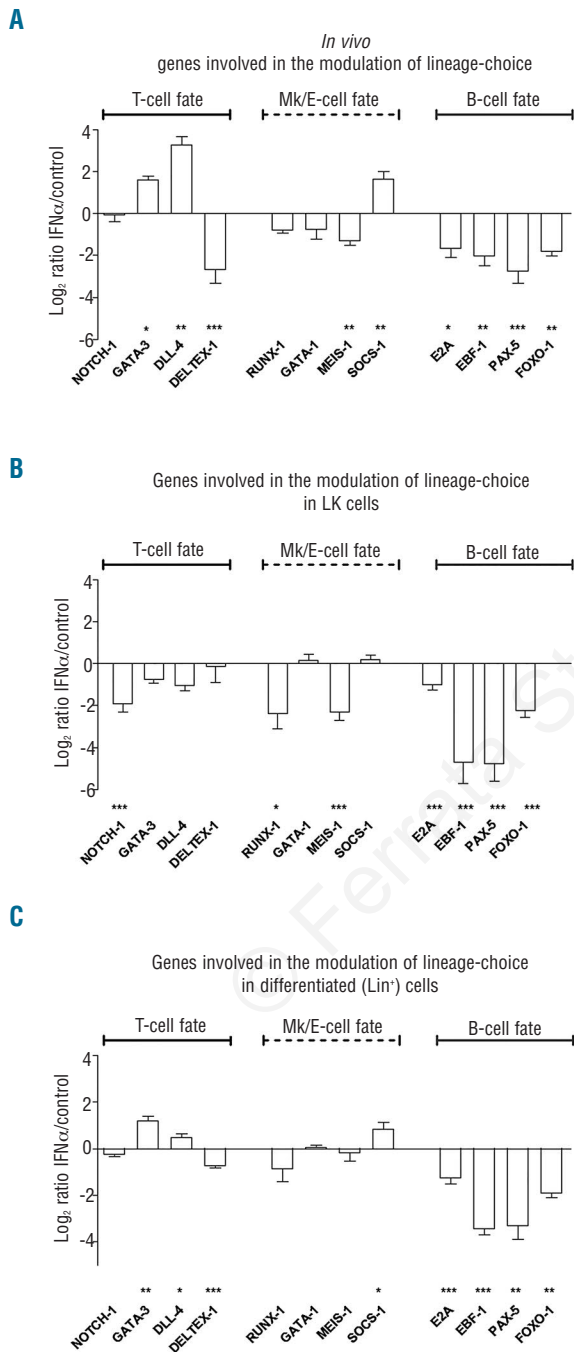 A
In vivo
genes involved in the modulation of lineage-choice
T-cell fate Mk/E-cell fate B-cell fate
Log₂ ratio IFNα/control
4
2
0
-2
-4
-6
* ** *** ** ** * ** *** **
NOTCH-1 GATA-3 DLL-4 DELTEX-1 RUNX-1 GATA-1 MEIS-1 SOCS-1 E2A EBF-1 PAX-5 FOXO-1
B
Genes involved in the modulation of lineage-choice
in LK cells
T-cell fate Mk/E-cell fate B-cell fate
Log₂ ratio IFNα/control
4
2
0
-2
-4
-6
*** * *** *** *** *** ***
NOTCH-1 GATA-3 DLL-4 DELTEX-1 RUNX-1 GATA-1 MEIS-1 SOCS-1 E2A EBF-1 PAX-5 FOXO-1
C
Genes involved in the modulation of lineage-choice
in differentiated (Lin⁺) cells
T-cell fate Mk/E-cell fate B-cell fate
Log₂ ratio IFNα/control
4
2
0
-2
-4
** * *** * *** *** ** **
NOTCH-1 GATA-3 DLL-4 DELTEX-1 RUNX-1 GATA-1 MEIS-1 SOCS-1 E2A EBF-1 PAX-5 FOXO-1
© Ferrata St